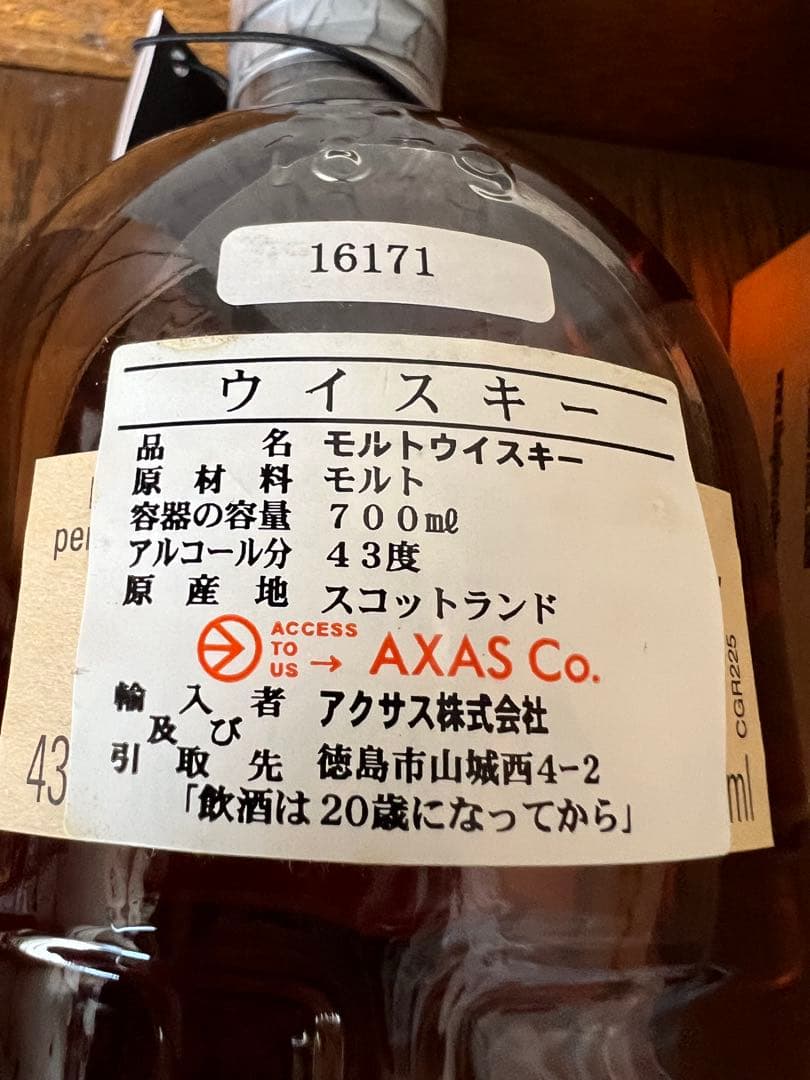 1879
16171
ウイスキー
品名 モルトウイスキー
原材料 モルト
容器の容量 700㎖
アルコール分 43度
原産地 スコットランド
ACCESS
TO
US → AXAS Co.
輸入者 アクサス株式会社
及び
引取先 徳島市山城西4-2
「飲酒は20歳になってから」
43
ml
CGR225